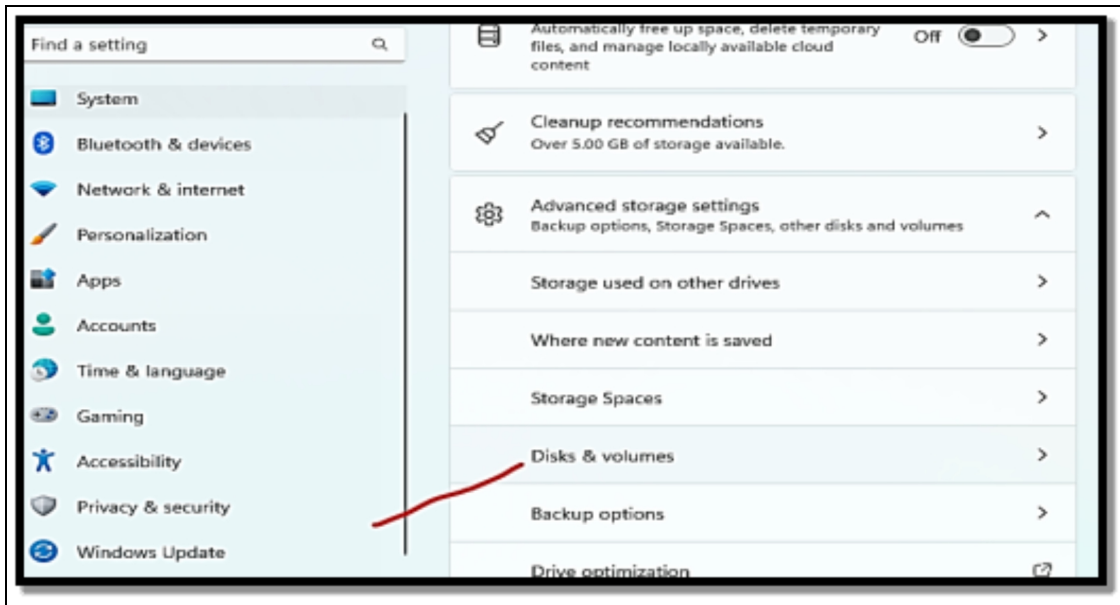 Find a setting
System
Bluetooth & devices
Network & internet
Personalization
Apps
Accounts
Time & language
Gaming
Accessibility
Privacy & security
Windows Update
Automatically free up space, delete temporary
files, and manage locally available cloud
content
Off
Cleanup recommendations
Over 5.00 GB of storage available.
Advanced storage settings
Backup options, Storage Spaces, other disks and volumes
Storage used on other drives
Where new content is saved
Storage Spaces
Disks & volumes
Backup options
Drive optimization